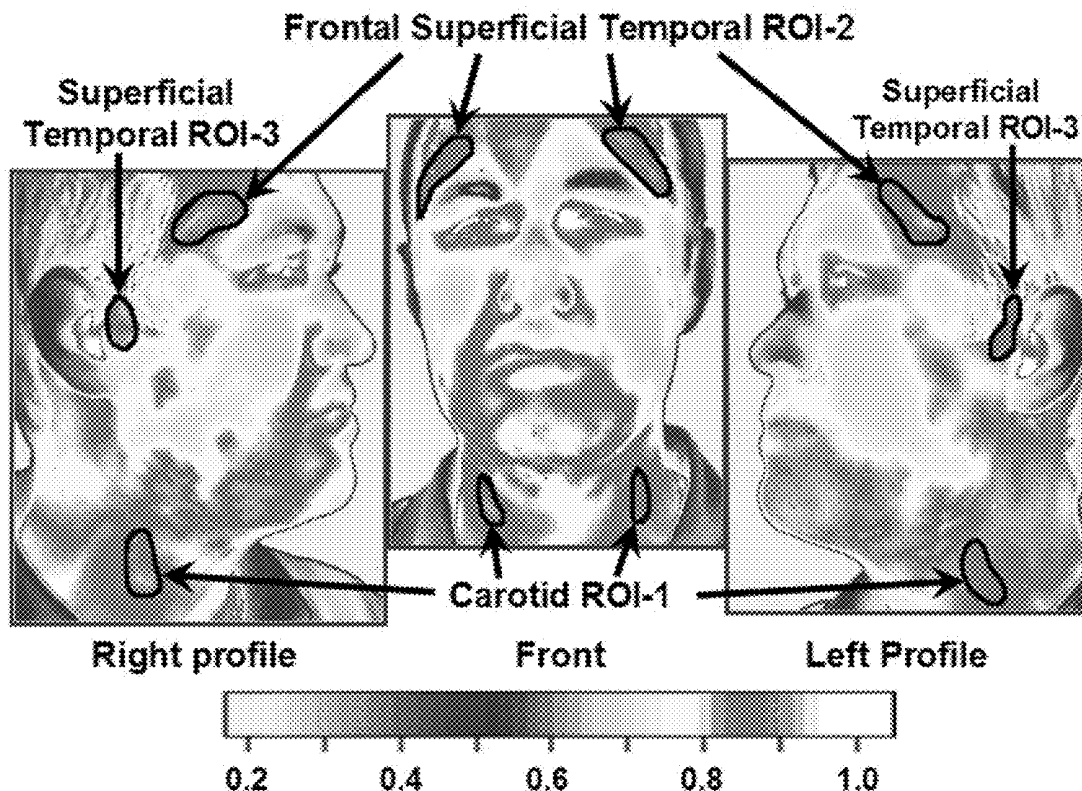 Frontal Superficial Temporal ROI-2
Superficial
Temporal ROI-3
Superficial
Temporal ROI-3
Carotid ROI-1
Right profile
Front
Left Profile
0.2 0.4 0.6 0.8 1.0